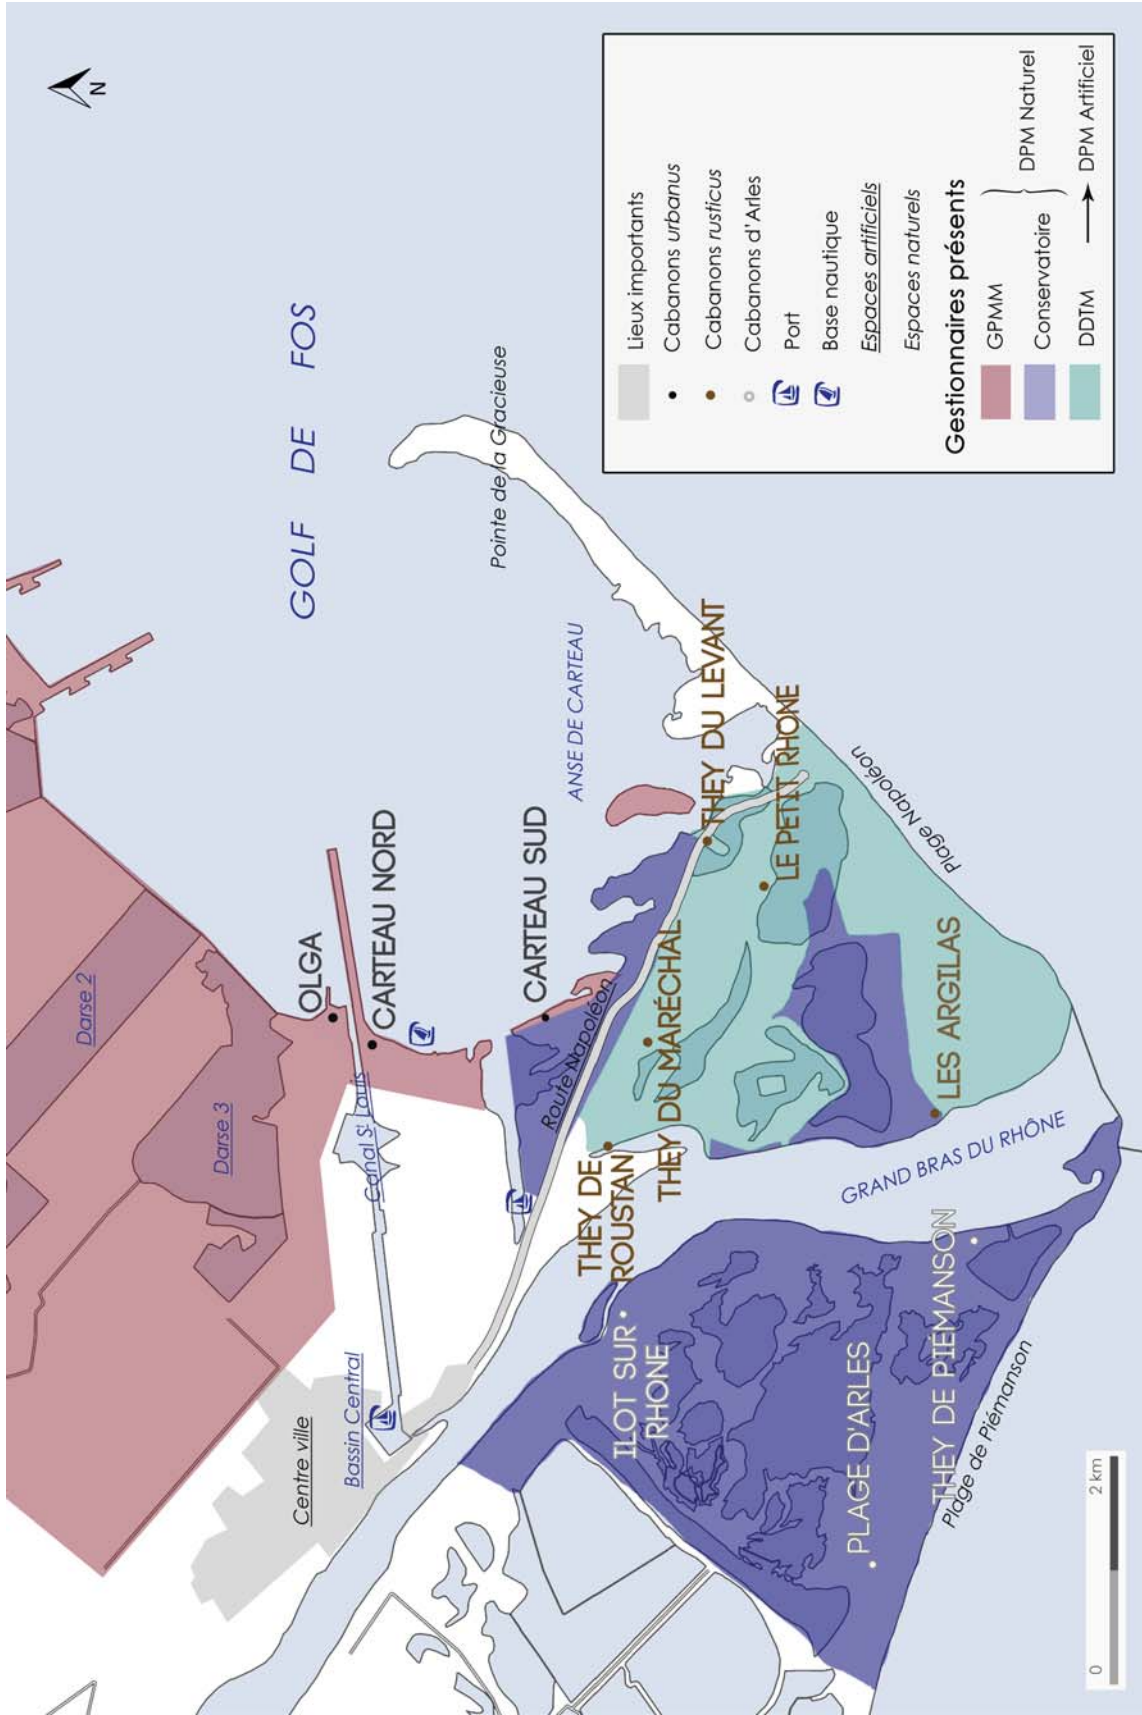 N
GOLF DE FOS
Darse 2
Darse 3
OLGA
CARTEAU NORD
Canal St Louis
Bassin Central
Centre ville
Pointe de la Gracieuse
ANSE DE CARTEAU
CARTEAU SUD
Route Napoléon
THEY DU LEVANT
LE PETIT RHONE
THEY DU MARÉCHAL
THEY DE
ROUSTAN
Plage Napoléon
LES ARGILAS
GRAND BRAS DU RHÔNE
ILOT SUR
RHONE
PLAGE D'ARLES
THEY DE PIÉMANSON
Plage de Piémanson
0 2 km
Lieux importants
Cabanons urbanus
Cabanons rusticus
Cabanons d'Arles
Port
Base nautique
Espaces artificiels
Espaces naturels
Gestionnaires présents
GPMM
Conservatoire
DPM Naturel
DDTM
DPM Artificiel